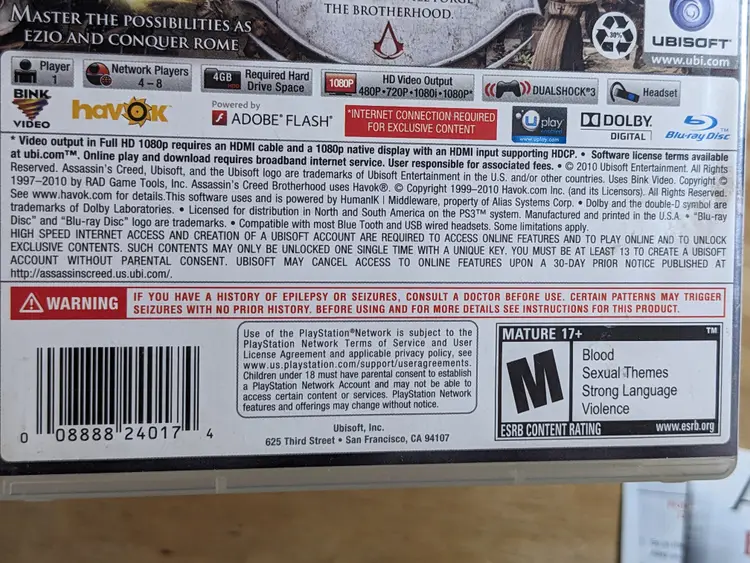 MASTER THE POSSIBILITIES AS
EZIO AND CONQUER ROME
THE BROTHERHOOD.
30%
UBISOFT
www.ubi.com
Player
1
Network Players
4 – 8
4GB
Required Hard
Drive Space
1080P
HD Video Output
480P•720P•1080i•1080P*
DUALSHOCK®3
Headset
BINK
VIDEO
havok
Powered by
ADOBE® FLASH®
*INTERNET CONNECTION REQUIRED
FOR EXCLUSIVE CONTENT
Uplay
enabled
www.uplay.com
DOLBY
DIGITAL
Blu-ray Disc
* Video output in Full HD 1080p requires an HDMI cable and a 1080p native display with an HDMI input supporting HDCP. • Software license terms available
at ubi.com™. Online play and download requires broadband internet service. User responsible for associated fees. • © 2010 Ubisoft Entertainment. All Rights
Reserved. Assassin's Creed, Ubisoft, and the Ubisoft logo are trademarks of Ubisoft Entertainment in the U.S. and/or other countries. Uses Bink Video. Copyright ©
1997–2010 by RAD Game Tools, Inc. Assassin's Creed Brotherhood uses Havok®. © Copyright 1999–2010 Havok.com Inc. (and its Licensors). All Rights Reserved.
See www.havok.com for details.This software uses and is powered by HumanIK | Middleware, property of Alias Systems Corp. • Dolby and the double-D symbol are
trademarks of Dolby Laboratories. • Licensed for distribution in North and South America on the PS3™ system. Manufactured and printed in the U.S.A. • "Blu-ray
Disc" and "Blu-ray Disc" logo are trademarks. • Compatible with most Blue Tooth and USB wired headsets. Some limitations apply.
HIGH SPEED INTERNET ACCESS AND CREATION OF A UBISOFT ACCOUNT ARE REQUIRED TO ACCESS ONLINE FEATURES AND TO PLAY ONLINE AND TO UNLOCK
EXCLUSIVE CONTENTS. SUCH CONTENTS MAY ONLY BE UNLOCKED ONE SINGLE TIME WITH A UNIQUE KEY. YOU MUST BE AT LEAST 13 TO CREATE A UBISOFT
ACCOUNT WITHOUT PARENTAL CONSENT. UBISOFT MAY CANCEL ACCESS TO ONLINE FEATURES UPON A 30-DAY PRIOR NOTICE PUBLISHED AT
http://assassinscreed.us.ubi.com/.
WARNING
IF YOU HAVE A HISTORY OF EPILEPSY OR SEIZURES, CONSULT A DOCTOR BEFORE USE. CERTAIN PATTERNS MAY TRIGGER
SEIZURES WITH NO PRIOR HISTORY. BEFORE USING AND FOR MORE DETAILS SEE INSTRUCTIONS FOR THIS PRODUCT.
0 08888 24017 4
Use of the PlayStation®Network is subject to the
PlayStation Network Terms of Service and User
License Agreement and applicable privacy policy, see
www.us.playstation.com/support/useragreements.
Children under 18 must have parental consent to establish
a PlayStation Network Account and may not be able to
access certain content or services. PlayStation Network
features and offerings may change without notice.
Ubisoft, Inc.
625 Third Street • San Francisco, CA 94107
MATURE 17+
TM
M
Blood
Sexual Themes
Strong Language
Violence
ESRB CONTENT RATING
www.esrb.org